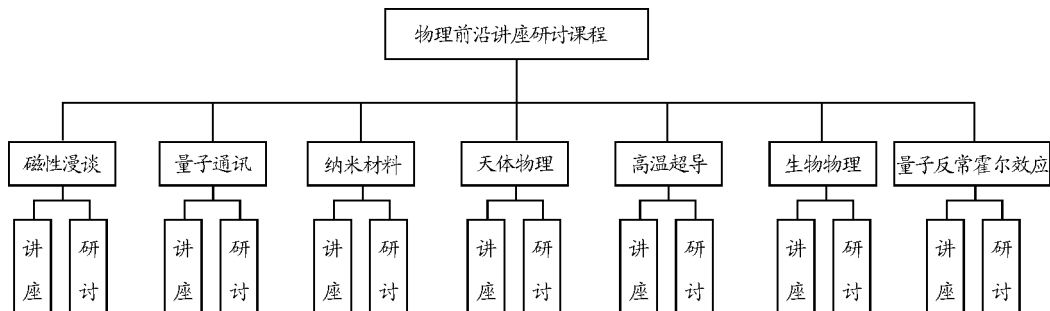 物理前沿讲座研讨课程
磁性漫谈
量子通讯
纳米材料
天体物理
高温超导
生物物理
量子反常霍尔效应
讲座
研讨
讲座
研讨
讲座
研讨
讲座
研讨
讲座
研讨
讲座
研讨
讲座
研讨